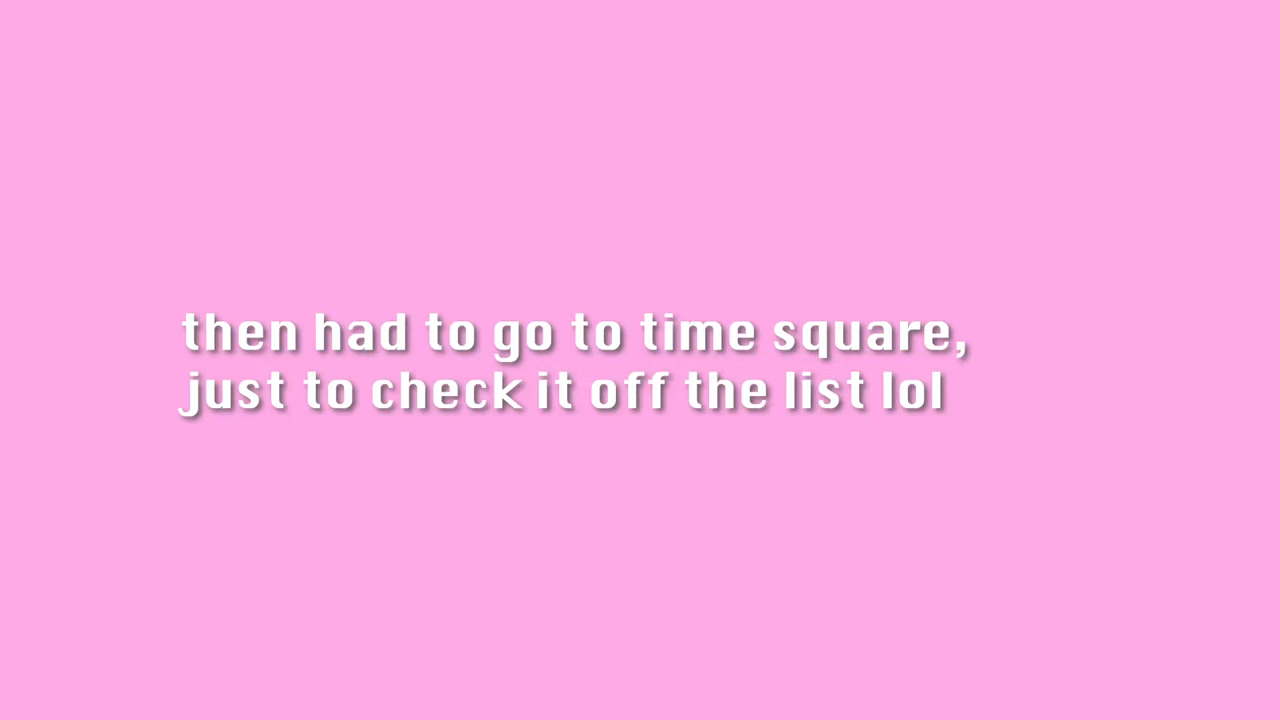 then had to go to time square,
just to check it off the list lol